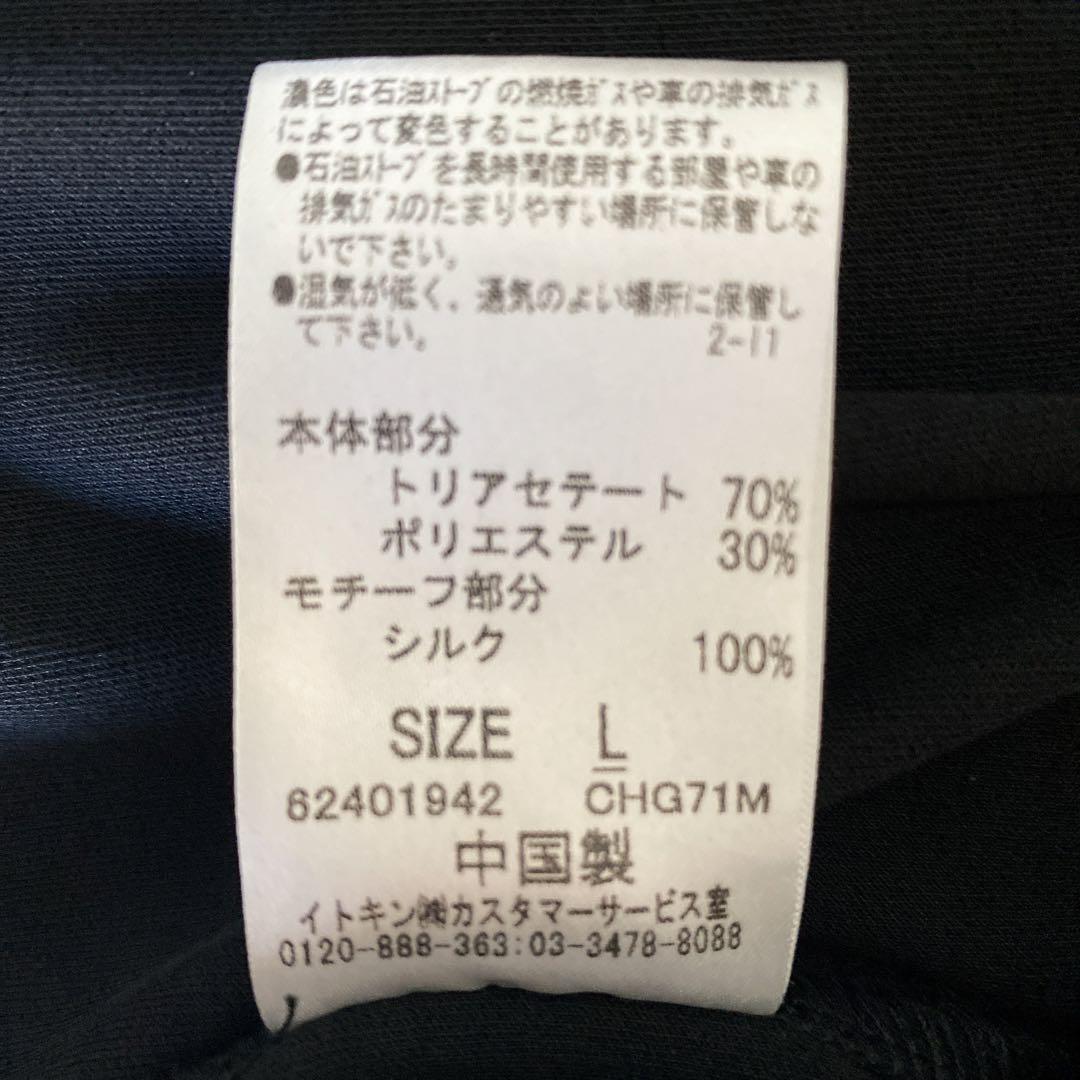 濃色は石油ｽﾄｰﾌﾞの燃焼ｶﾞｽや車の排気ｶﾞｽ
によって変色することがあります。
●石油ｽﾄｰﾌﾞを長時間使用する部屋や車の
排気ｶﾞｽのたまりやすい場所に保管しな
いで下さい。
●湿気が低く、通気のよい場所に保管し
て下さい。 2-11
本体部分
トリアセテート 70%
ポリエステル 30%
モチーフ部分
シルク 100%
SIZE L
62401942 CHG71M
中国製
イトキン㈱カスタマーサービス室
0120-888-363:03-3478-8088